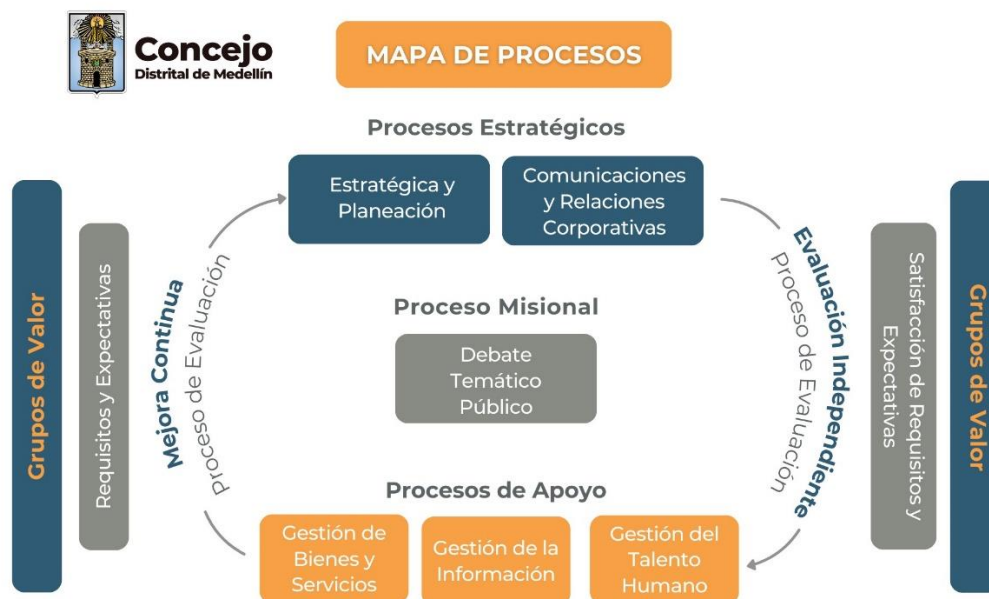 Concejo
Distrital de Medellín
MAPA DE PROCESOS
Procesos Estratégicos
Estratégica y
Planeación
Comunicaciones
y Relaciones
Corporativas
Grupos de Valor
Requisitos y Expectativas
Mejora Continua
Proceso de Evaluación
Proceso Misional
Debate
Temático
Público
Evaluación Independiente
Proceso de Evaluación
Satisfacción de Requisitos y
Expectativas
Grupos de Valor
Procesos de Apoyo
Gestión de
Bienes y
Servicios
Gestión de la
Información
Gestión del
Talento
Humano